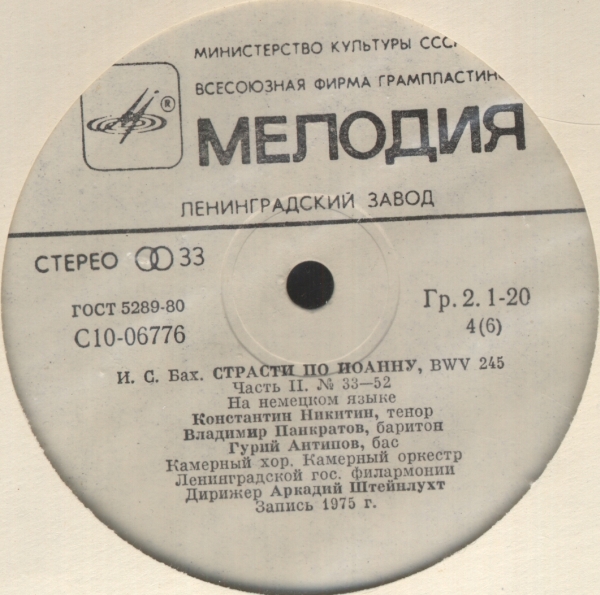 МИНИСТЕРСТВО КУЛЬТУРЫ СССР
ВСЕСОЮЗНАЯ ФИРМА ГРАМПЛАСТИНО
®
МЕЛОДИЯ
ЛЕНИНГРАДСКИЙ ЗАВОД
СТЕРЕО 33
ГОСТ 5289-80
Гр. 2. 1-20
С10-06776
4(6)
И. С. Бах. СТРАСТИ ПО ИОАННУ, BWV 245
Часть II. № 33—52
На немецком языке
Константин Никитин, тенор
Владимир Панкратов, баритон
Гурий Антипов, бас
Камерный хор. Камерный оркестр
Ленинградской гос. филармонии
Дирижер Аркадий Штейнлухт
Запись 1975 г.